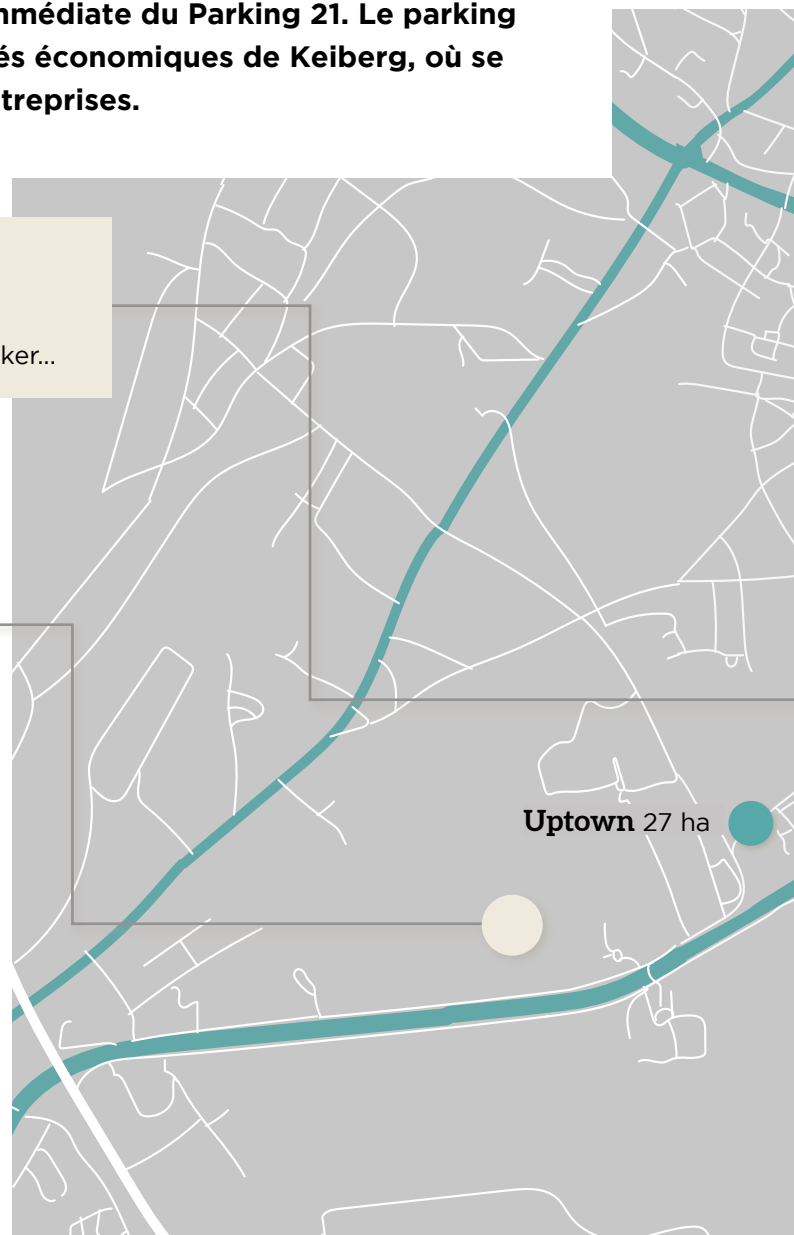 mmédiate du Parking 21. Le parking
és économiques de Keiberg, où se
treprises.
ker...
Uptown 27 ha